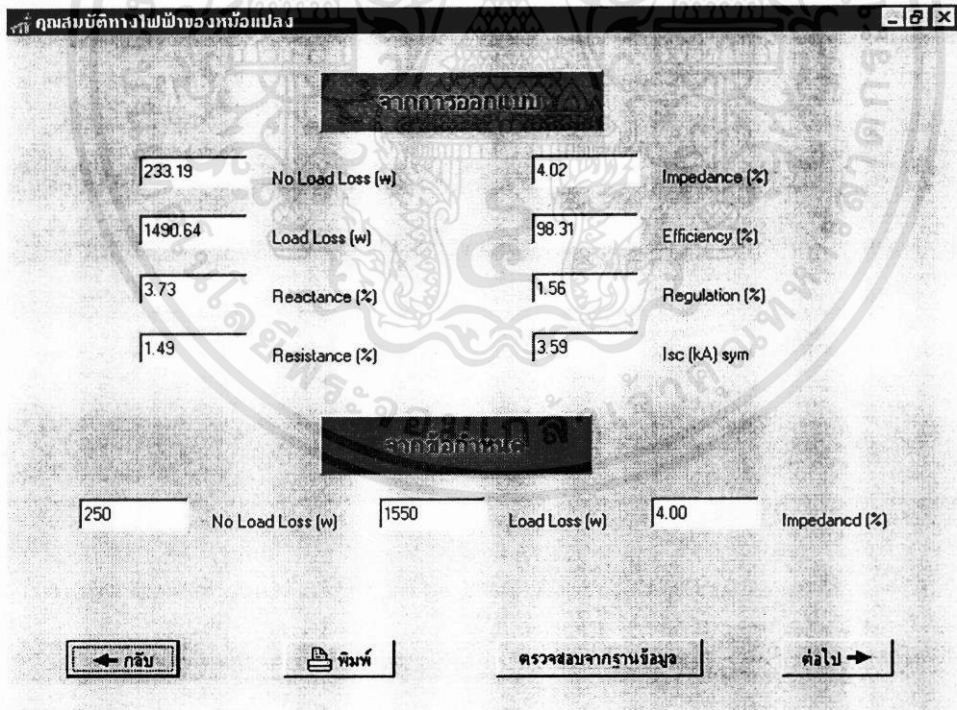 คุณสมบัติทางไฟฟ้าของหม้อแปลง
จากการออกแบบ
233.19 No Load Loss (w) 4.02 Impedance (%)
1490.64 Load Loss (w) 98.31 Efficiency (%)
3.73 Reactance (%) 1.56 Regulation (%)
1.49 Resistance (%) 3.59 Isc (kA) sym
จากข้อกำหนด
250 No Load Loss (w) 1550 Load Loss (w) 4.00 Impedancd (%)
กลับ พิมพ์ ตรวจสอบจากฐานข้อมูล ต่อไป